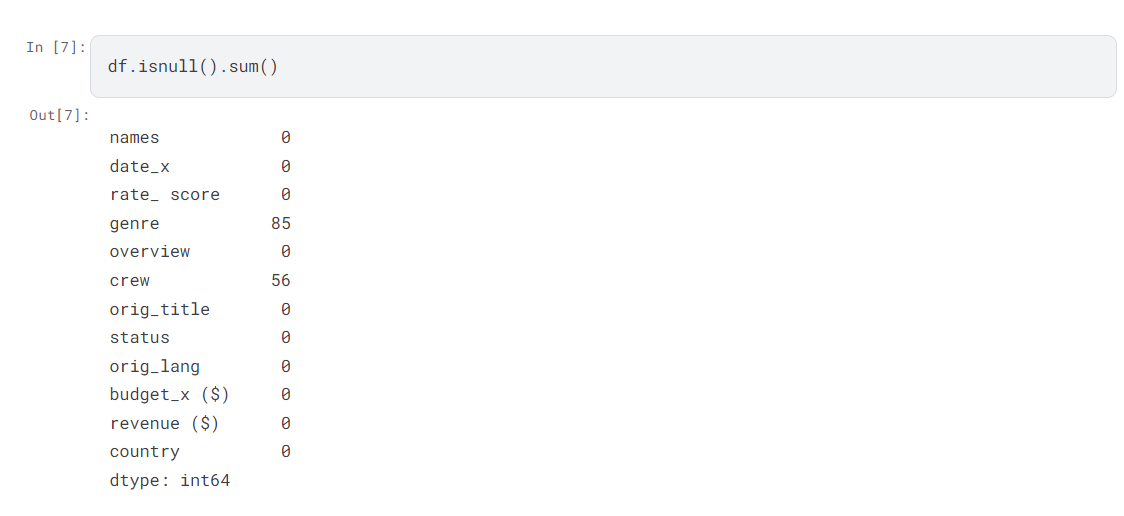 In [7]:
df.isnull().sum()
Out[7]:
names 0
date_x 0
rate_ score 0
genre 85
overview 0
crew 56
orig_title 0
status 0
orig_lang 0
budget_x ($) 0
revenue ($) 0
country 0
dtype: int64